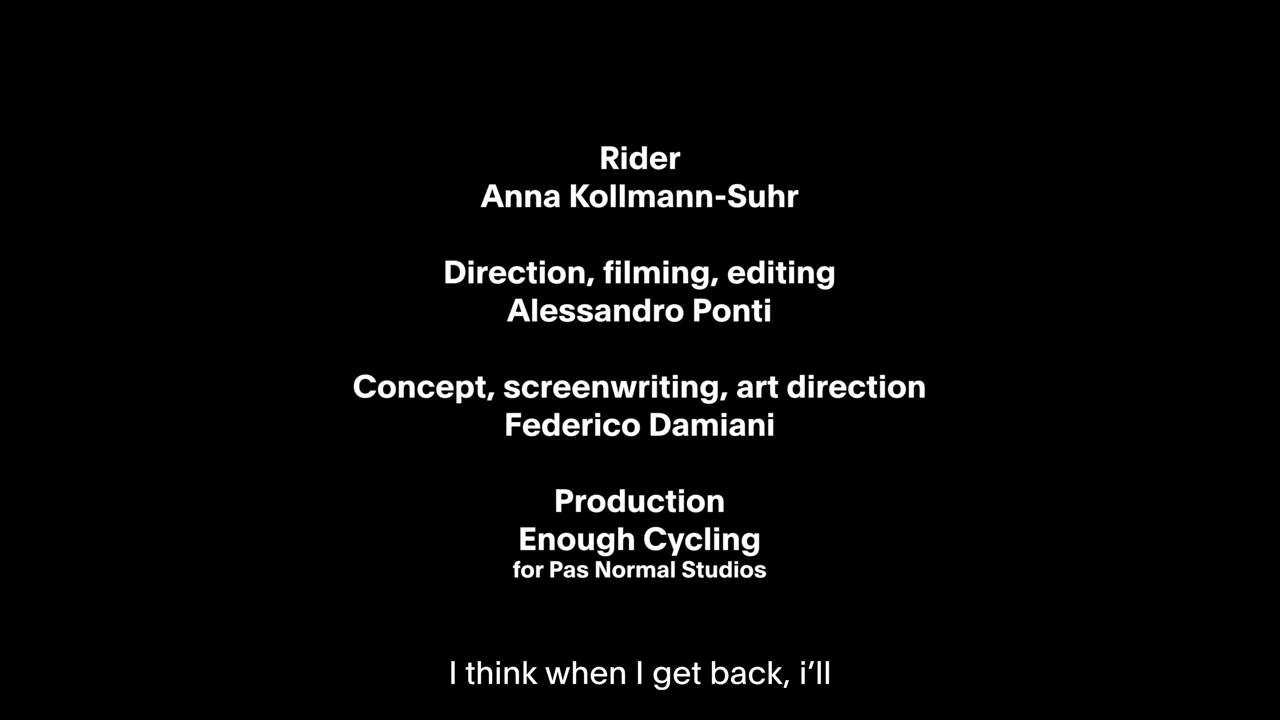 Rider
Anna Kollmann-Suhr
Direction, filming, editing
Alessandro Ponti
Concept, screenwriting, art direction
Federico Damiani
Production
Enough Cycling
for Pas Normal Studios
I think when I get back, i’ll